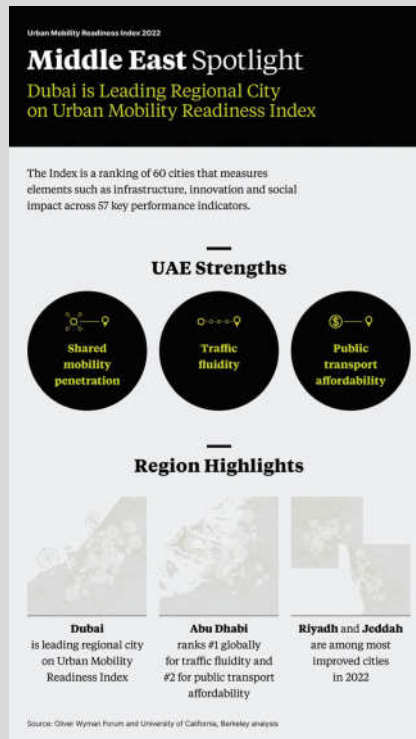 Urban Mobility Readiness Index 2022
Middle East Spotlight
Dubai is Leading Regional City
on Urban Mobility Readiness Index
The Index is a ranking of 60 cities that measures
elements such as infrastructure, innovation and social
impact across 57 key performance indicators.
UAE Strengths
Shared
mobility
penetration
Traffic
fluidity
$
Public
transport
affordability
Region Highlights
Dubai
is leading regional city
on Urban Mobility
Readiness Index
Abu Dhabi
ranks #1 globally
for traffic fluidity and
#2 for public transport
affordability
Riyadh and Jeddah
are among most
improved cities
in 2022
Source: Oliver Wyman Forum and University of California, Berkeley analysis